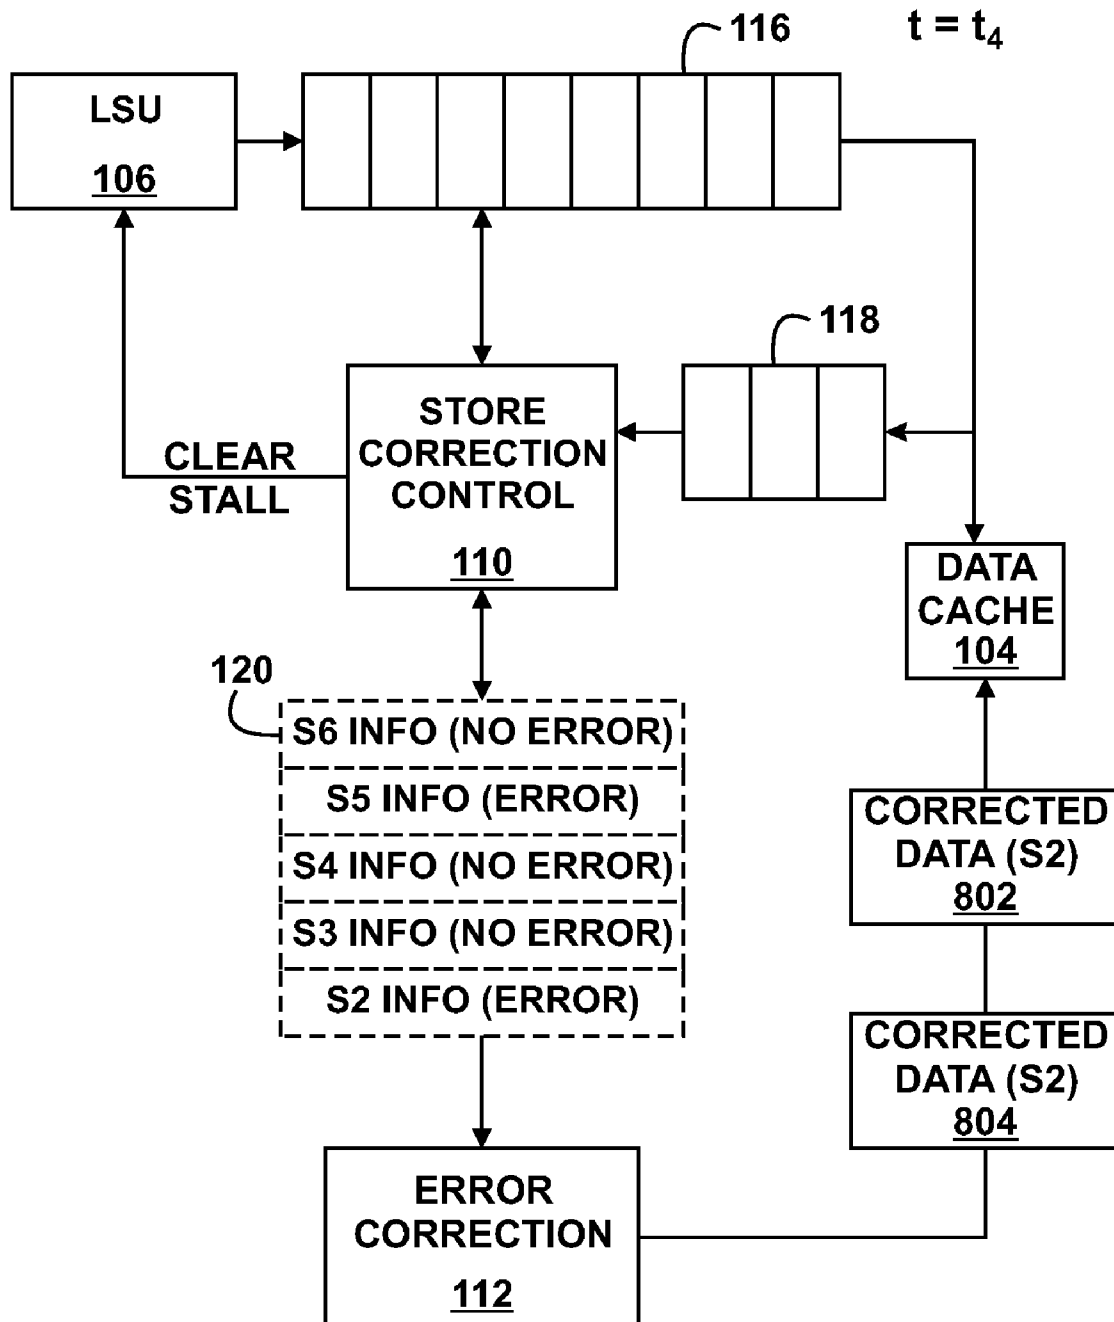 116
t = t4
LSU
106
118
STORE
CORRECTION
CONTROL
110
CLEAR
STALL
DATA
CACHE
104
120
S6 INFO (NO ERROR)
S5 INFO (ERROR)
S4 INFO (NO ERROR)
S3 INFO (NO ERROR)
S2 INFO (ERROR)
CORRECTED
DATA (S2)
802
CORRECTED
DATA (S2)
804
ERROR
CORRECTION
112